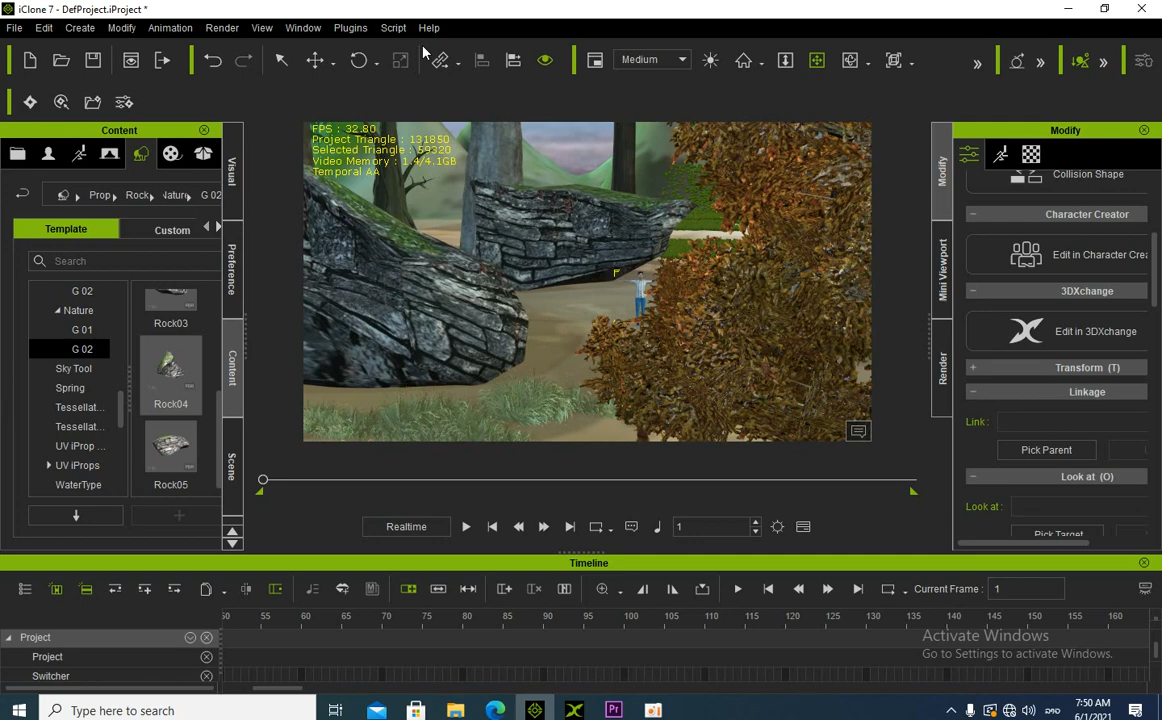 iClone 7 - DefProject.iProject *
File Edit Create Modify Animation Render View Window Plugins Script Help
Medium
Content
Modify
FPS : 32.80
Project Triangle : 131850
Selected Triangle : 59320
Video Memory : 1.4/4.1GB
Temporal AA
Prop Rock Natur G 02
Template Custom
Search
G 02
Nature
G 01
G 02
Sky Tool
Spring
Tessellat...
Tessellat...
UV iProp ...
UV iProps
WaterType
Rock03
Rock04
Rock05
Visual
Preference
Content
Scene
Modify
Mini Viewport
Render
Collision Shape
Character Creator
Edit in Character Crea
3DXchange
Edit in 3DXchange
Transform (T)
Linkage
Link :
Pick Parent
Look at (O)
Look at :
Pick Target
Realtime 1
Timeline
Current Frame : 1
50 55 60 65 70 75 80 85 90 95 100 105 110 115 120 125 130 135 140 145 150 155 160
Project
Project
Switcher
Activate Windows
Go to Settings to activate Windows.
Type here to search
7:50 AM
6/1/2021